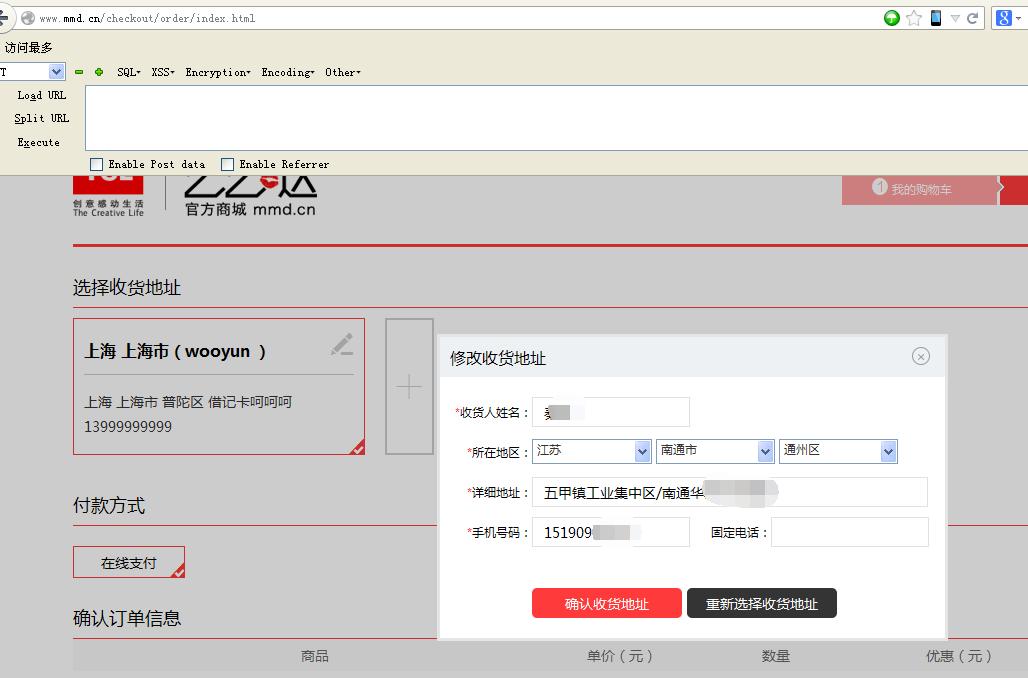 www.mmd.cn/checkout/order/index.html
访问最多
T
SQL▾ XSS▾ Encryption▾ Encoding▾ Other▾
Load URL
Split URL
Execute
Enable Post data Enable Referrer
创意感动生活
The Creative Life
官方商城 mmd.cn
1 我的购物车
选择收货地址
上海 上海市 ( wooyun )
上海 上海市 普陀区 借记卡呵呵呵
13999999999
修改收货地址
*收货人姓名：
*所在地区： 江苏 南通市 通州区
*详细地址： 五甲镇工业集中区/南通华
*手机号码： 151909 固定电话：
确认收货地址 重新选择收货地址
付款方式
在线支付
确认订单信息
商品 单价（元） 数量 优惠（元）